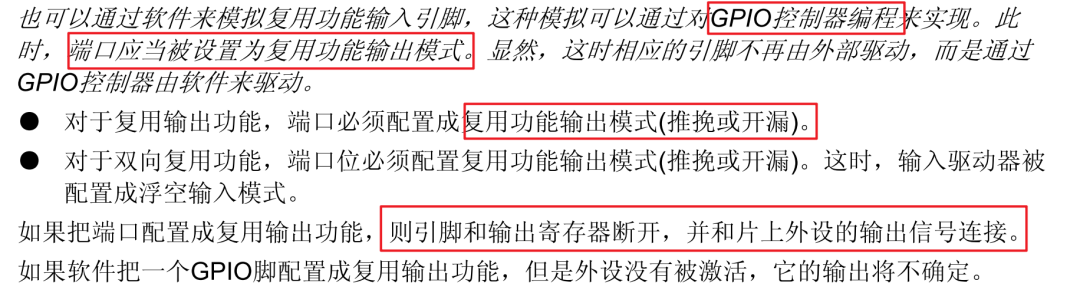 也可以通过软件来模拟复用功能输入引脚，这种模拟可以通过对GPIO控制器编程来实现。此
时，端口应当被设置为复用功能输出模式。显然，这时相应的引脚不再由外部驱动，而是通过
GPIO控制器由软件来驱动。
● 对于复用输出功能，端口必须配置成复用功能输出模式(推挽或开漏)。
● 对于双向复用功能，端口位必须配置复用功能输出模式(推挽或开漏)。这时，输入驱动器被
配置成浮空输入模式。
如果把端口配置成复用输出功能，则引脚和输出寄存器断开，并和片上外设的输出信号连接。
如果软件把一个GPIO脚配置成复用输出功能，但是外设没有被激活，它的输出将不确定。